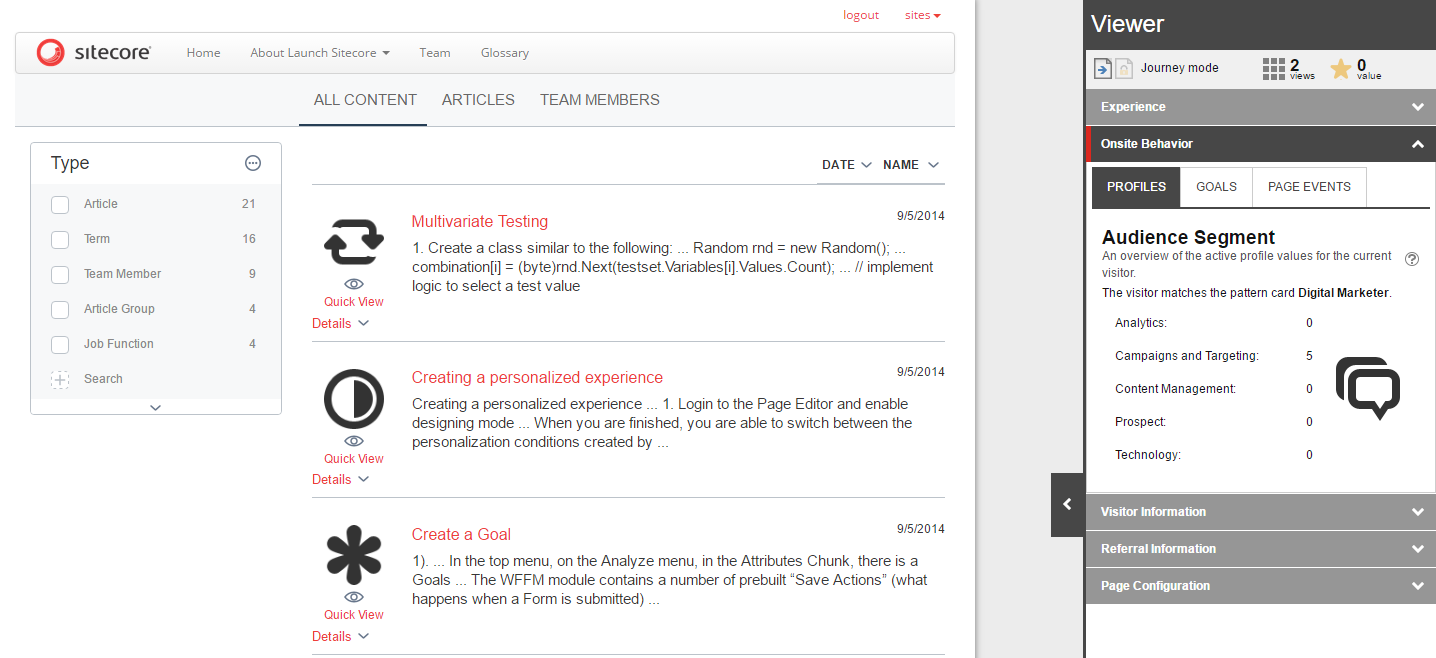 logout sites
sitecore Home About Launch Sitecore Team Glossary
ALL CONTENT ARTICLES TEAM MEMBERS
Type
Article 21
Term 16
Team Member 9
Article Group 4
Job Function 4
Search
DATE NAME
Multivariate Testing 9/5/2014
1. Create a class similar to the following: ... Random rnd = new Random(); ...
combination[i] = (byte)rnd.Next(testset.Variables[i].Values.Count); ... // implement
logic to select a test value
Quick View
Details
Creating a personalized experience 9/5/2014
Creating a personalized experience ... 1. Login to the Page Editor and enable
designing mode ... When you are finished, you are able to switch between the
personalization conditions created by ...
Quick View
Details
Create a Goal 9/5/2014
1). ... In the top menu, on the Analyze menu, in the Attributes Chunk, there is a
Goals ... The WFFM module contains a number of prebuilt “Save Actions” (what
happens when a Form is submitted) ...
Quick View
Details
Viewer
Journey mode 2 views 0 value
Experience
Onsite Behavior
PROFILES GOALS PAGE EVENTS
Audience Segment
An overview of the active profile values for the current
visitor.
The visitor matches the pattern card Digital Marketer.
Analytics: 0
Campaigns and Targeting: 5
Content Management: 0
Prospect: 0
Technology: 0
Visitor Information
Referral Information
Page Configuration